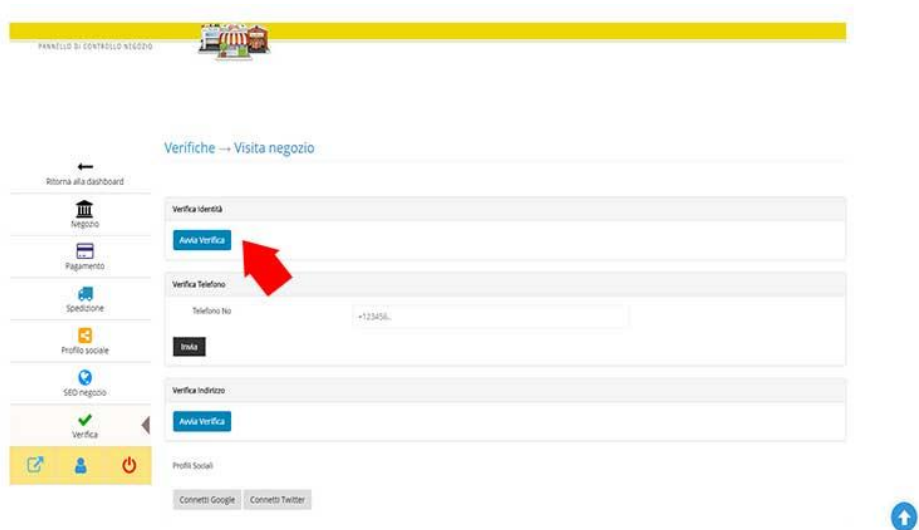 PANNELLO DI CONTROLLO NEGOZIO
Verifiche → Visita negozio
Ritorna alla dashboard
Negozio
Pagamento
Spedizione
Profilo sociale
SEO negozio
Verifica
Verifica Identità
Avvia Verifica
Verifica Telefono
Telefono No
+123456..
Invia
Verifica Indirizzo
Avvia Verifica
Profili Sociali
Connetti Google Connetti Twitter